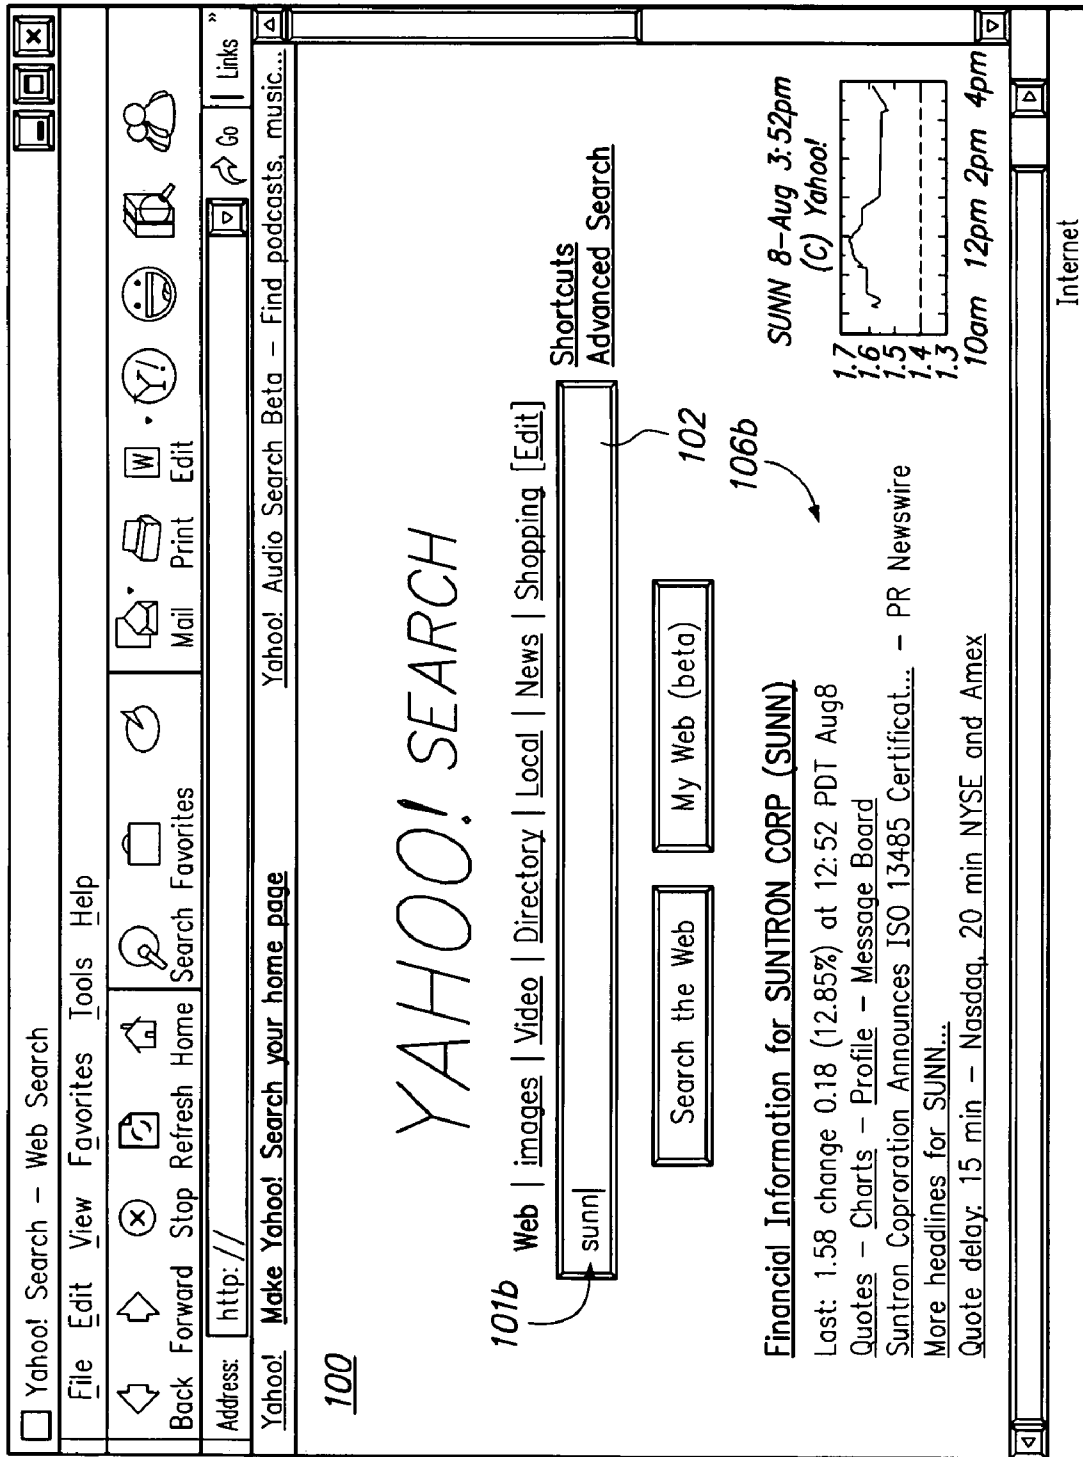 Yahoo! Search – Web Search
File Edit View Favorites Tools Help
Back Forward Stop Refresh Home Search Favorites Mail Print W Edit Y!
Address: http: // Go Links »
Yahoo! Make Yahoo! Search your home page Yahoo! Audio Search Beta – Find podcasts, music...
100
YAHOO! SEARCH
Web | images | Video | Directory | Local | News | Shopping [Edit]
101b
sunn
102
Shortcuts
Advanced Search
Search the Web My Web (beta)
106b
Financial Information for SUNTRON CORP (SUNN)
Last: 1.58 change 0.18 (12.85%) at 12:52 PDT Aug8
Quotes – Charts – Profile – Message Board
Suntron Coproration Announces ISO 13485 Certificat... – PR Newswire
More headlines for SUNN...
Quote delay: 15 min – Nasdaq, 20 min NYSE and Amex
SUNN 8–Aug 3:52pm
(C) Yahoo!
1.7
1.6
1.5
1.4
1.3
10am 12pm 2pm 4pm
Internet